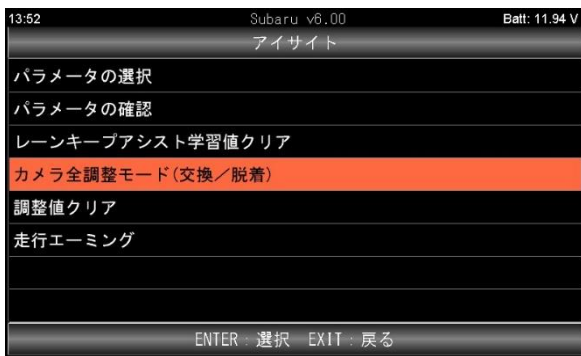 13:52 Subaru v6.00 Batt: 11.94 V
アイサイト
パラメータの選択
パラメータの確認
レーンキープアシスト学習値クリア
カメラ全調整モード(交換／脱着)
調整値クリア
走行エーミング
ENTER：選択 EXIT：戻る